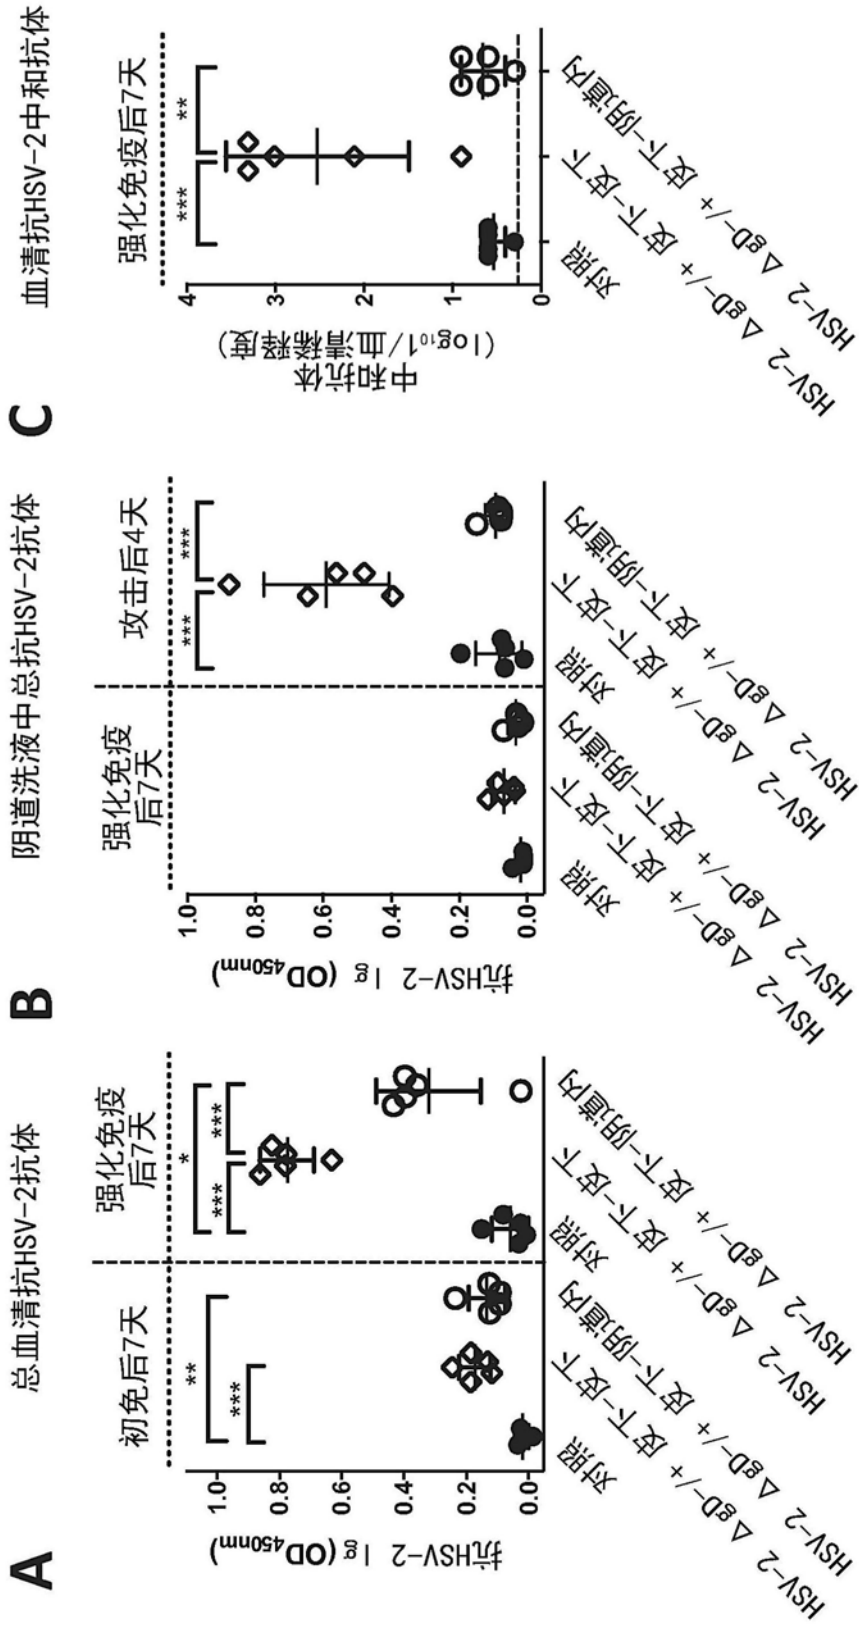 A
总血清抗HSV-2抗体
初免后7天
强化免疫
后7天
**
***
*
***
***
抗HSV-2 Ig (OD450nm)
1.0
0.8
0.6
0.4
0.2
0.0
对照
HSV-2 ΔgD-/+ 皮下-皮下
HSV-2 ΔgD-/+ 皮下-阴道内
对照
HSV-2 ΔgD-/+ 皮下-皮下
HSV-2 ΔgD-/+ 皮下-阴道内
B
阴道洗液中总抗HSV-2抗体
强化免疫
后7天
攻击后4天
***
***
抗HSV-2 Ig (OD450nm)
1.0
0.8
0.6
0.4
0.2
0.0
对照
HSV-2 ΔgD-/+ 皮下-皮下
HSV-2 ΔgD-/+ 皮下-阴道内
对照
HSV-2 ΔgD-/+ 皮下-皮下
HSV-2 ΔgD-/+ 皮下-阴道内
C
血清抗HSV-2中和抗体
强化免疫后7天
***
**
中和抗体
(log₁₀1/血清稀释度)
4
3
2
1
0
对照
HSV-2 ΔgD-/+ 皮下-皮下
HSV-2 ΔgD-/+ 皮下-阴道内